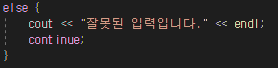 else {
cout << "잘못된 입력입니다." << endl;
continue;
}